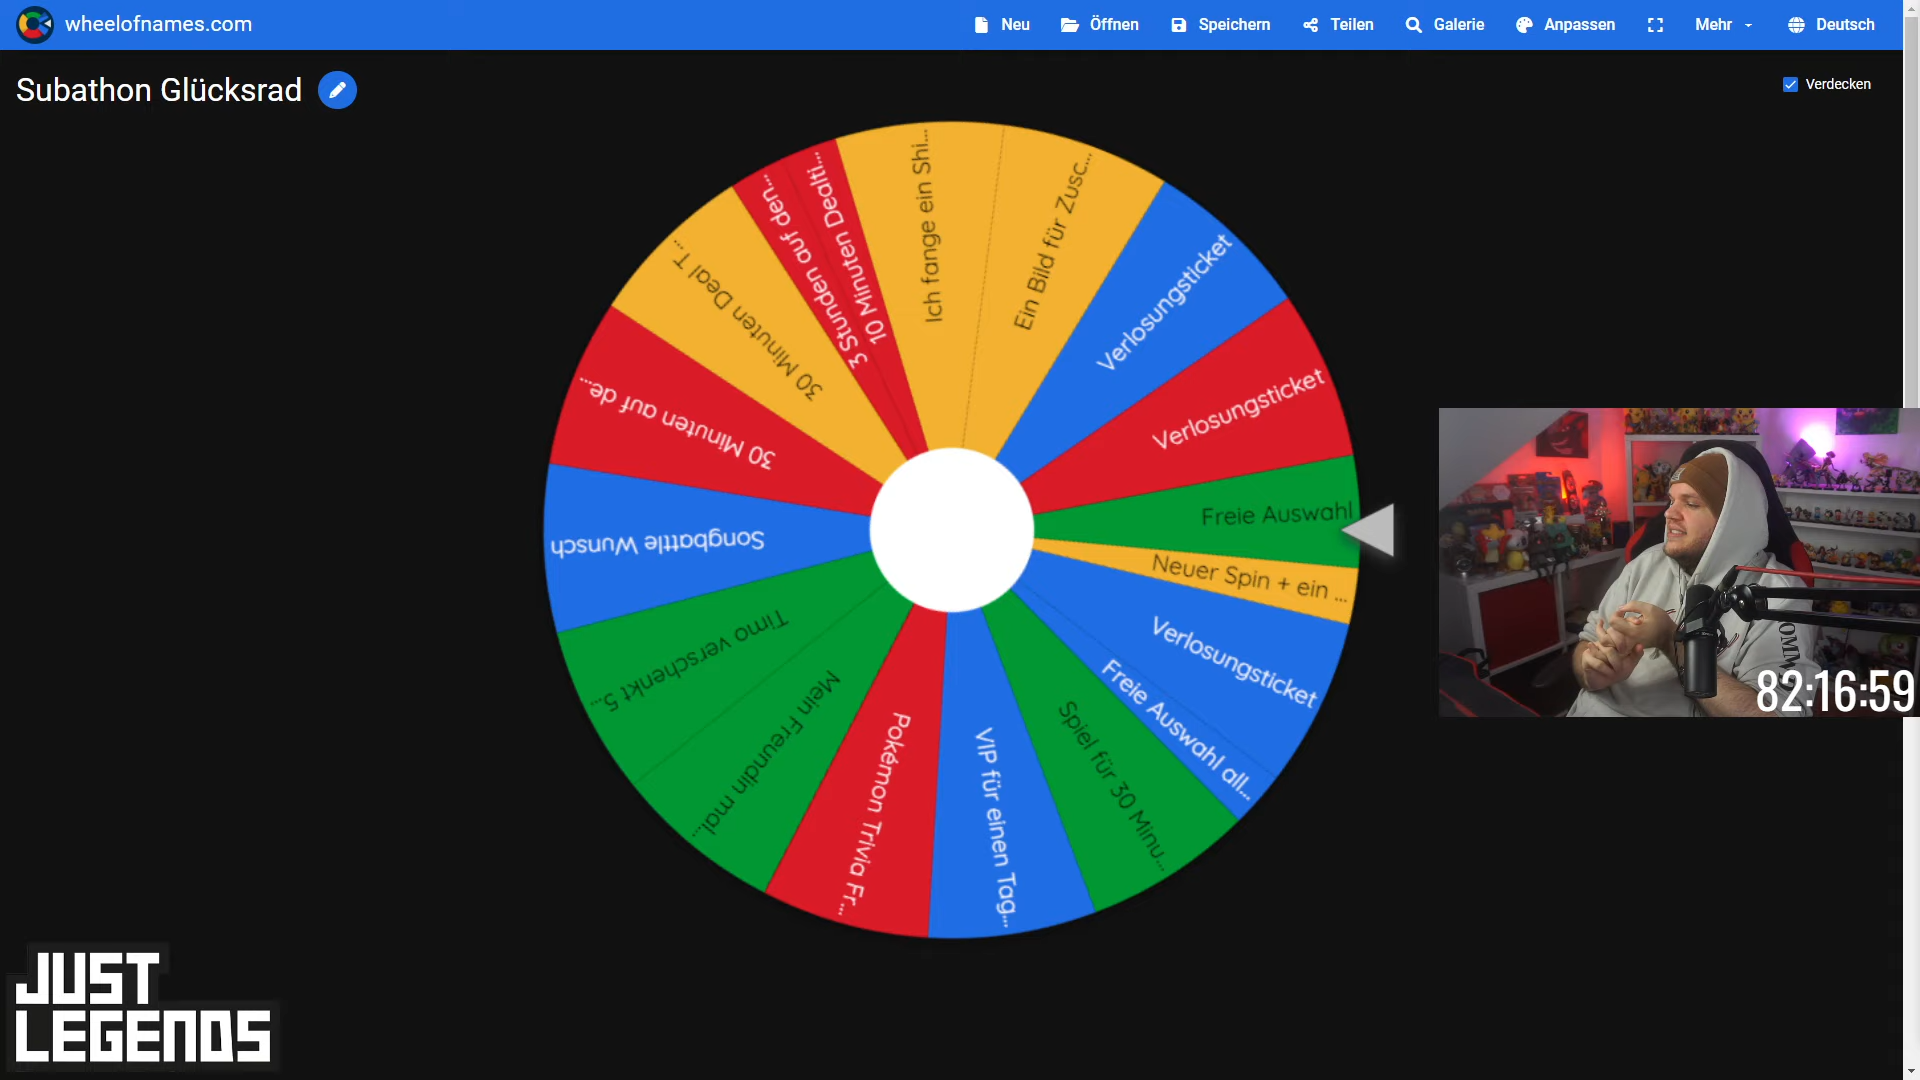 wheelofnames.com
Neu
Öffnen
Speichern
Teilen
Galerie
Anpassen
Mehr
Deutsch
Subathon Glücksrad
Verdecken
Ich fange ein Shi...
Ein Bild für Zusc...
Verlosungsticket
Verlosungsticket
Freie Auswahl
Neuer Spin + ein ...
Verlosungsticket
Freie Auswahl all...
Spiel für 30 Minu...
VIP für einen Tag...
Pokémon Trivia Fr...
Mein Freundin mal...
Timo verschenkt 5...
Songbattle Wunsch
30 Minuten auf de...
30 Minuten Deal T...
3 Stunden auf den...
10 Minuten Dealti...
82:16:59
JUST
LEGENDS